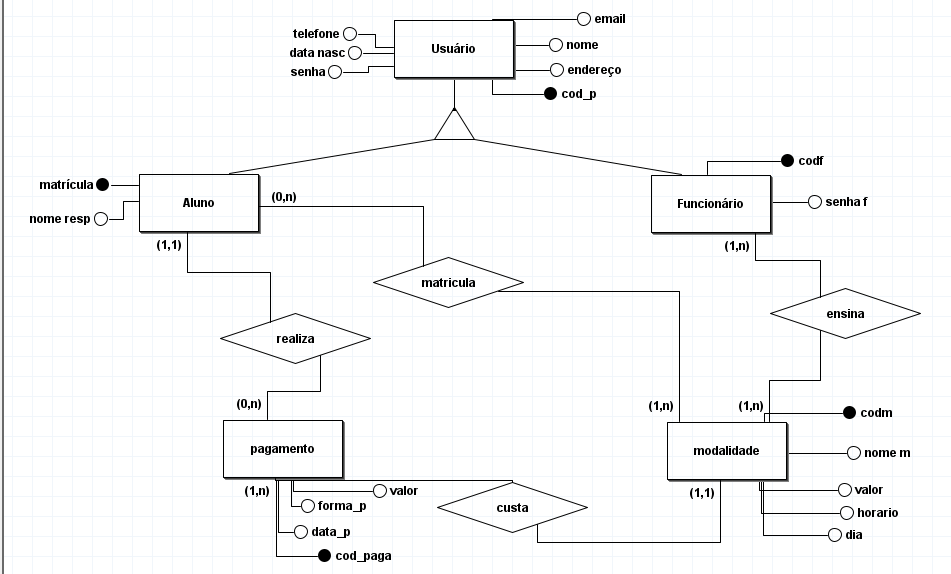 email
telefone
Usuário
nome
data nasc
senha
endereço
cod_p
codf
matrícula
Aluno
(0,n)
Funcionário
senha f
nome resp
(1,1)
(1,n)
matricula
ensina
realiza
(0,n)
(1,n)
(1,n)
codm
pagamento
modalidade
nome m
(1,n)
valor
(1,1)
valor
forma_p
custa
horario
data_p
dia
cod_paga